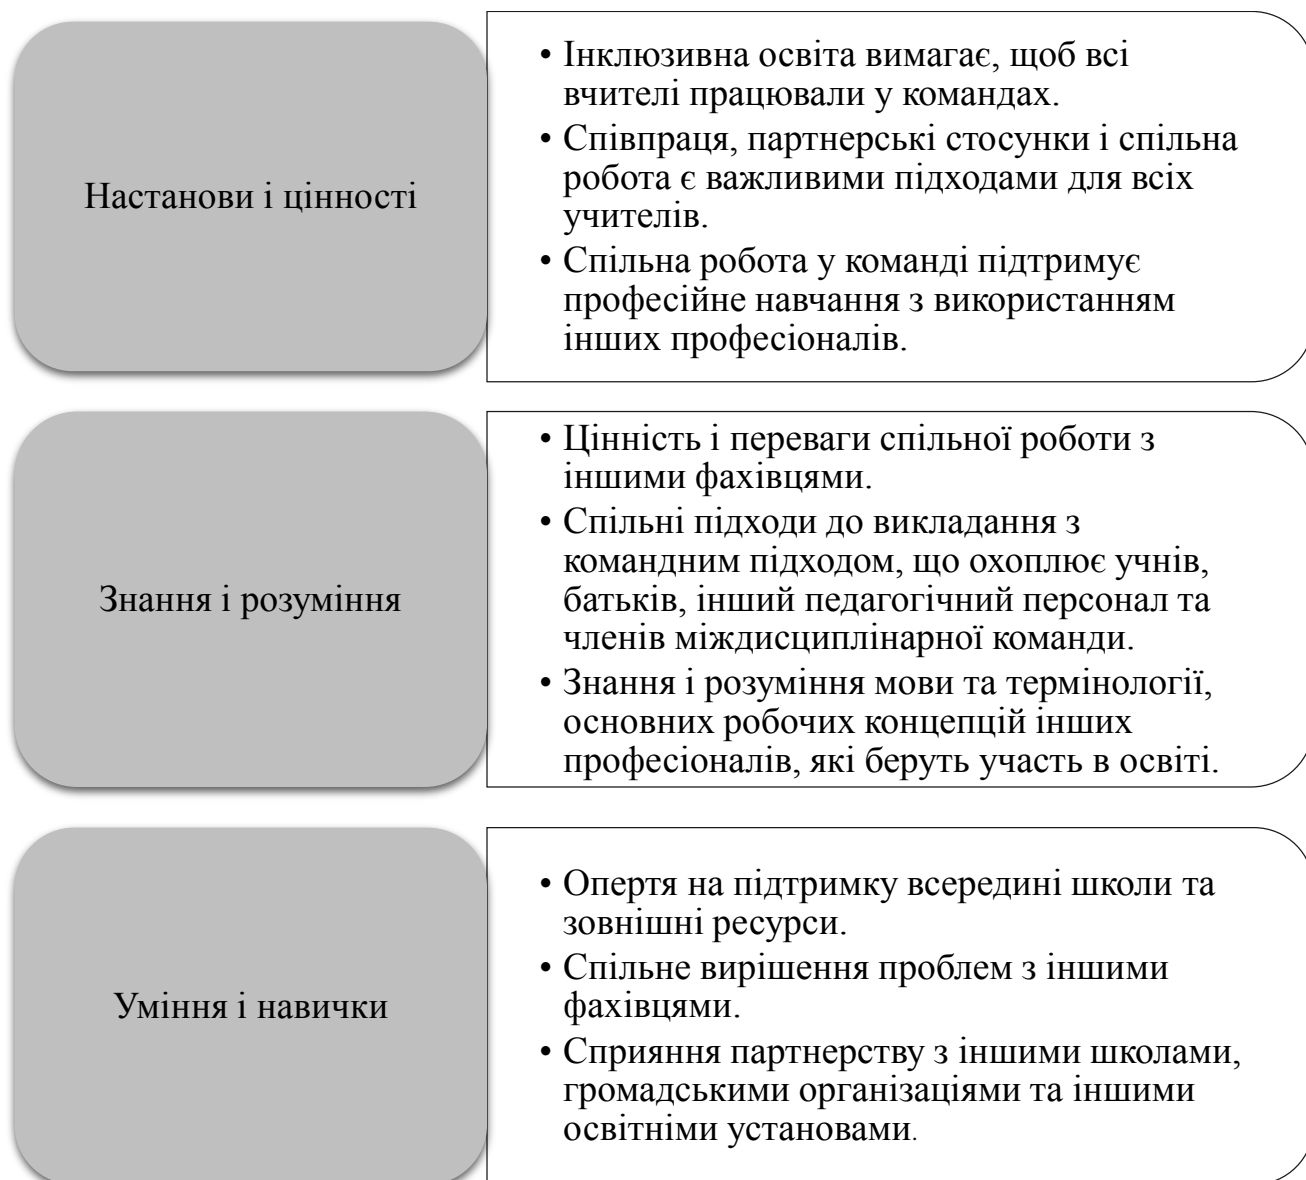 Настанови і цінності
• Інклюзивна освіта вимагає, щоб всі
вчителі працювали у командах.
• Співпраця, партнерські стосунки і спільна
робота є важливими підходами для всіх
учителів.
• Спільна робота у команді підтримує
професійне навчання з використанням
інших професіоналів.
Знання і розуміння
• Цінність і переваги спільної роботи з
іншими фахівцями.
• Спільні підходи до викладання з
командним підходом, що охоплює учнів,
батьків, інший педагогічний персонал та
членів міждисциплінарної команди.
• Знання і розуміння мови та термінології,
основних робочих концепцій інших
професіоналів, які беруть участь в освіті.
Уміння і навички
• Опертя на підтримку всередині школи та
зовнішні ресурси.
• Спільне вирішення проблем з іншими
фахівцями.
• Сприяння партнерству з іншими школами,
громадськими організаціями та іншими
освітніми установами.